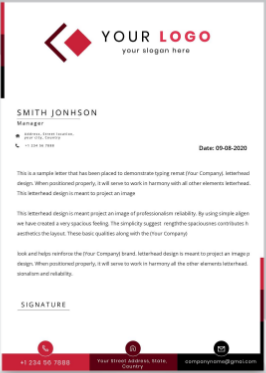 YOUR LOGO
your slogan here
SMITH JONHSON
Manager
Address, Street location,
your City, Country
+1 234 56 7888
Date: 09-08-2020
This is a sample letter that has been placed to demonstrate typing remat (Your Company). letterhead
design. When positioned properly, it will serve to work in harmony with all other elements letterhead.
This letterhead design is meant to project an image
This letterhead design is meant project an image of professionalism reliability. By using simple aligen
we have created a very spacious feeling. The simplicity suggest rengththe spaciousnes contributes h
aesthetics the layout. These basic qualities along with the (Your Company)
look and helps reinforce the (Your Company) brand. letterhead design is meant to project an image p
design. When positioned properly, it will serve to work in harmony all the other elements letterhead.
sionalism and reliability.
SIGNATURE
+1 234 56 7888
Your Street Address, State,
Country
companyname@gmail.com